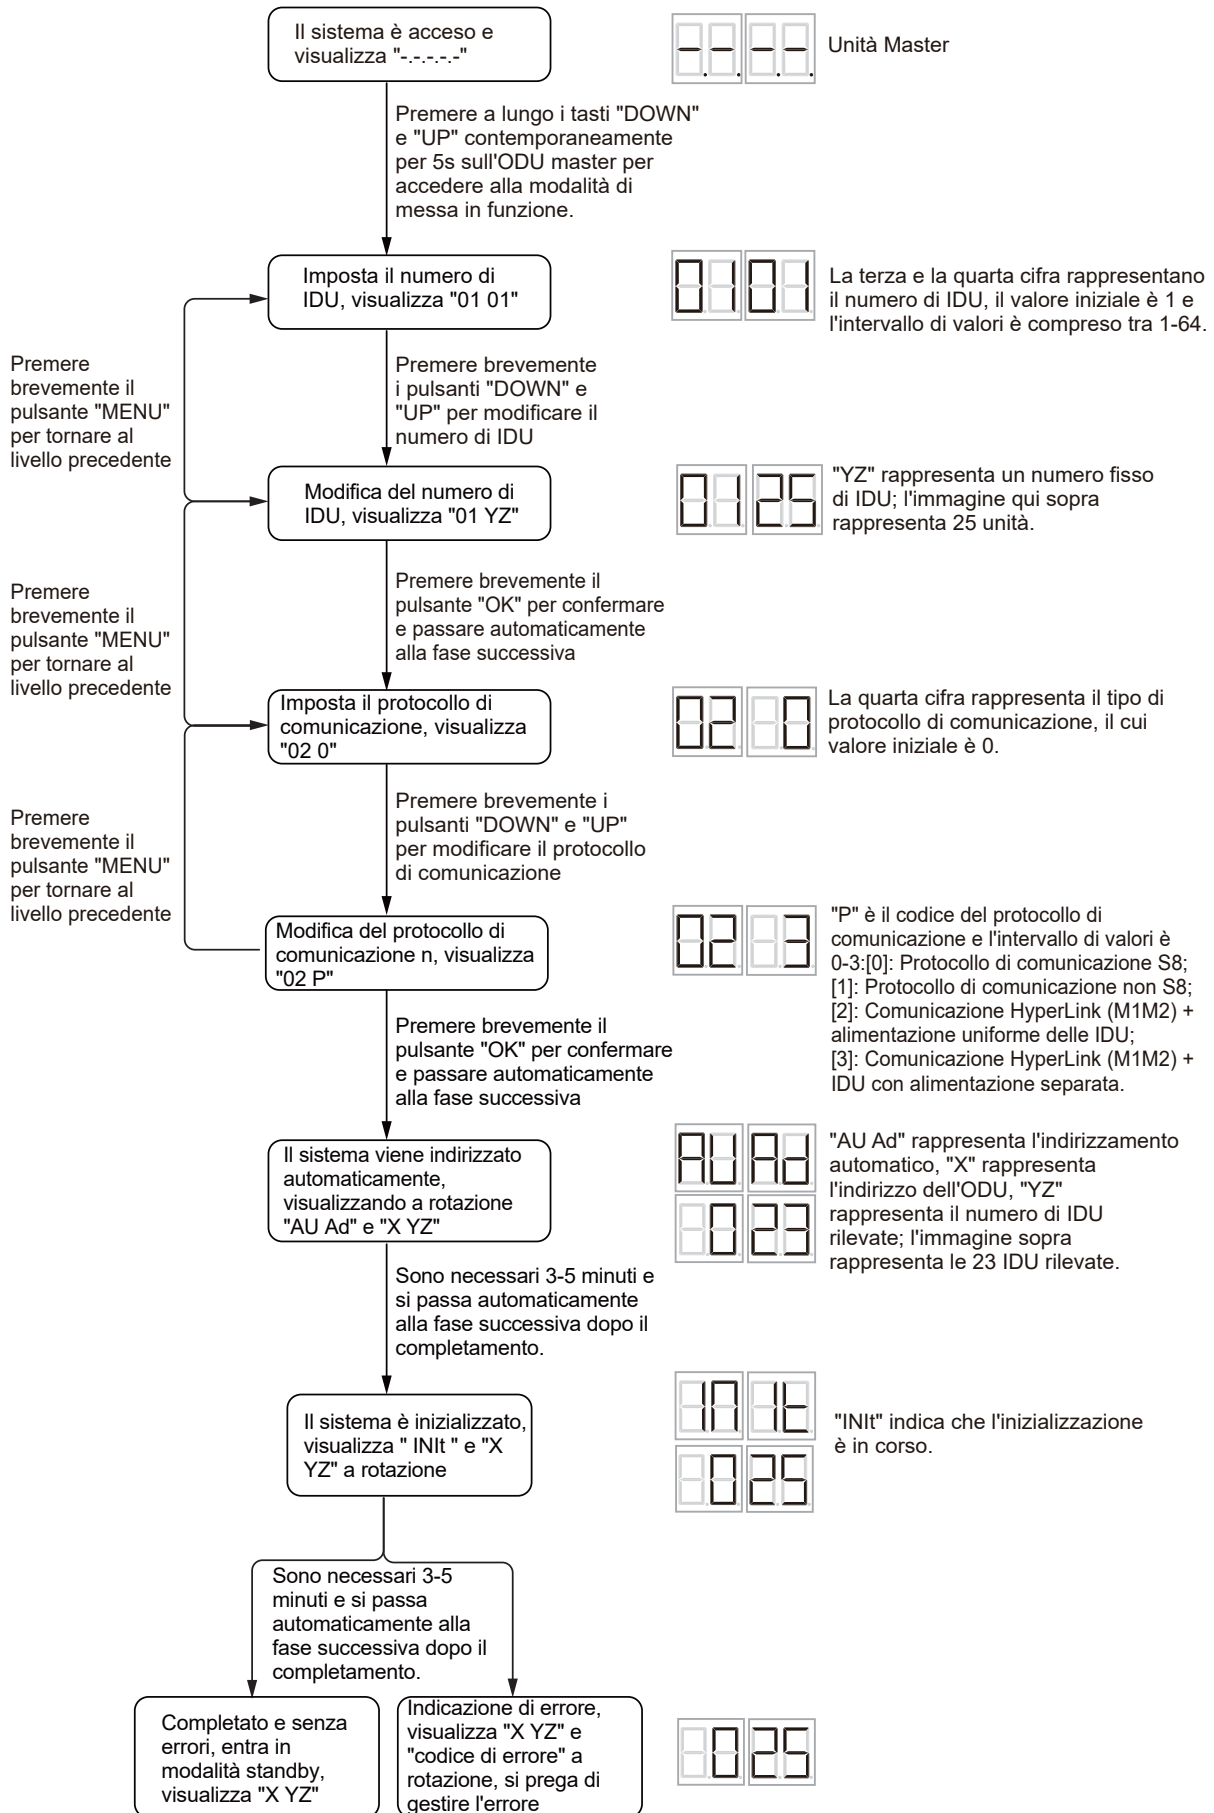 Il sistema è acceso e
visualizza "-.-.-.-.-"
-.-.-.-.
Unità Master
Premere a lungo i tasti "DOWN"
e "UP" contemporaneamente
per 5s sull'ODU master per
accedere alla modalità di
messa in funzione.
Imposta il numero di
IDU, visualizza "01 01"
0101
La terza e la quarta cifra rappresentano
il numero di IDU, il valore iniziale è 1 e
l'intervallo di valori è compreso tra 1-64.
Premere
brevemente il
pulsante "MENU"
per tornare al
livello precedente
Premere brevemente
i pulsanti "DOWN" e
"UP" per modificare il
numero di IDU
Modifica del numero di
IDU, visualizza "01 YZ"
0125
"YZ" rappresenta un numero fisso
di IDU; l'immagine qui sopra
rappresenta 25 unità.
Premere
brevemente il
pulsante "MENU"
per tornare al
livello precedente
Premere brevemente il
pulsante "OK" per confermare
e passare automaticamente
alla fase successiva
Imposta il protocollo di
comunicazione, visualizza
"02 0"
02 0
La quarta cifra rappresenta il tipo di
protocollo di comunicazione, il cui
valore iniziale è 0.
Premere
brevemente il
pulsante "MENU"
per tornare al
livello precedente
Premere brevemente i
pulsanti "DOWN" e "UP"
per modificare il protocollo
di comunicazione
Modifica del protocollo di
comunicazione n, visualizza
"02 P"
02 3
"P" è il codice del protocollo di
comunicazione e l'intervallo di valori è
0-3:[0]: Protocollo di comunicazione S8;
[1]: Protocollo di comunicazione non S8;
[2]: Comunicazione HyperLink (M1M2) +
alimentazione uniforme delle IDU;
[3]: Comunicazione HyperLink (M1M2) +
IDU con alimentazione separata.
Premere brevemente il
pulsante "OK" per confermare
e passare automaticamente
alla fase successiva
Il sistema viene indirizzato
automaticamente,
visualizzando a rotazione
"AU Ad" e "X YZ"
AU Ad
023
"AU Ad" rappresenta l'indirizzamento
automatico, "X" rappresenta
l'indirizzo dell'ODU, "YZ"
rappresenta il numero di IDU
rilevate; l'immagine sopra
rappresenta le 23 IDU rilevate.
Sono necessari 3-5 minuti e
si passa automaticamente
alla fase successiva dopo il
completamento.
Il sistema è inizializzato,
visualizza " INIt " e "X
YZ" a rotazione
INIt
025
"INIt" indica che l'inizializzazione
è in corso.
Sono necessari 3-5
minuti e si passa
automaticamente alla
fase successiva dopo il
completamento.
Completato e senza
errori, entra in
modalità standby,
visualizza "X YZ"
Indicazione di errore,
visualizza "X YZ" e
"codice di errore" a
rotazione, si prega di
gestire l'errore
025